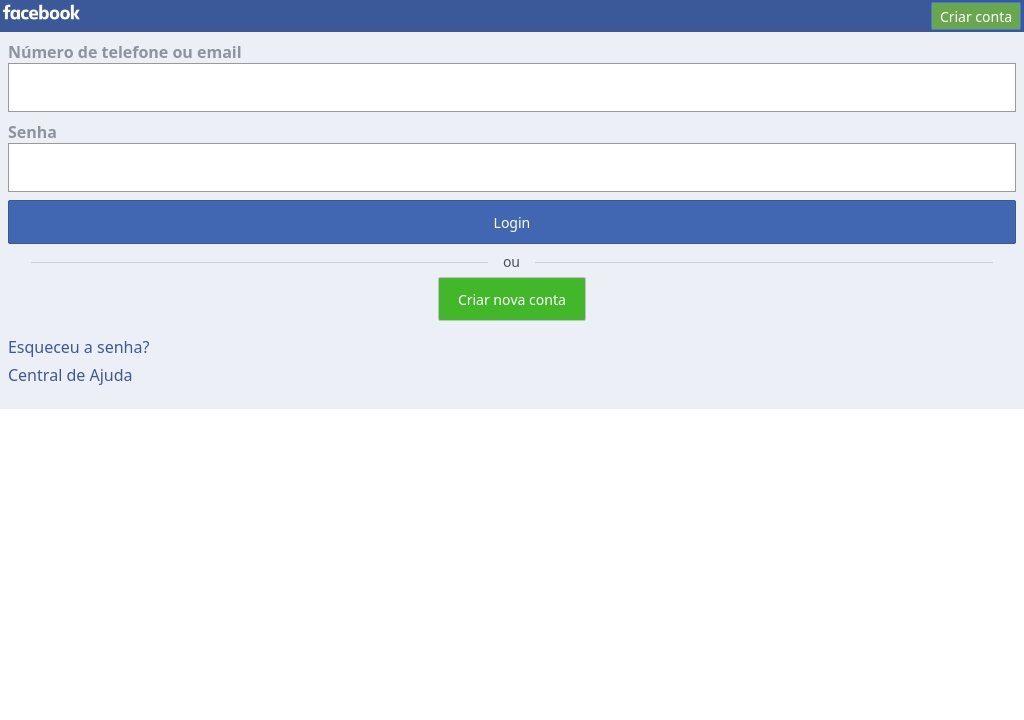 facebook
Criar conta
Número de telefone ou email
Senha
Login
ou
Criar nova conta
Esqueceu a senha?
Central de Ajuda